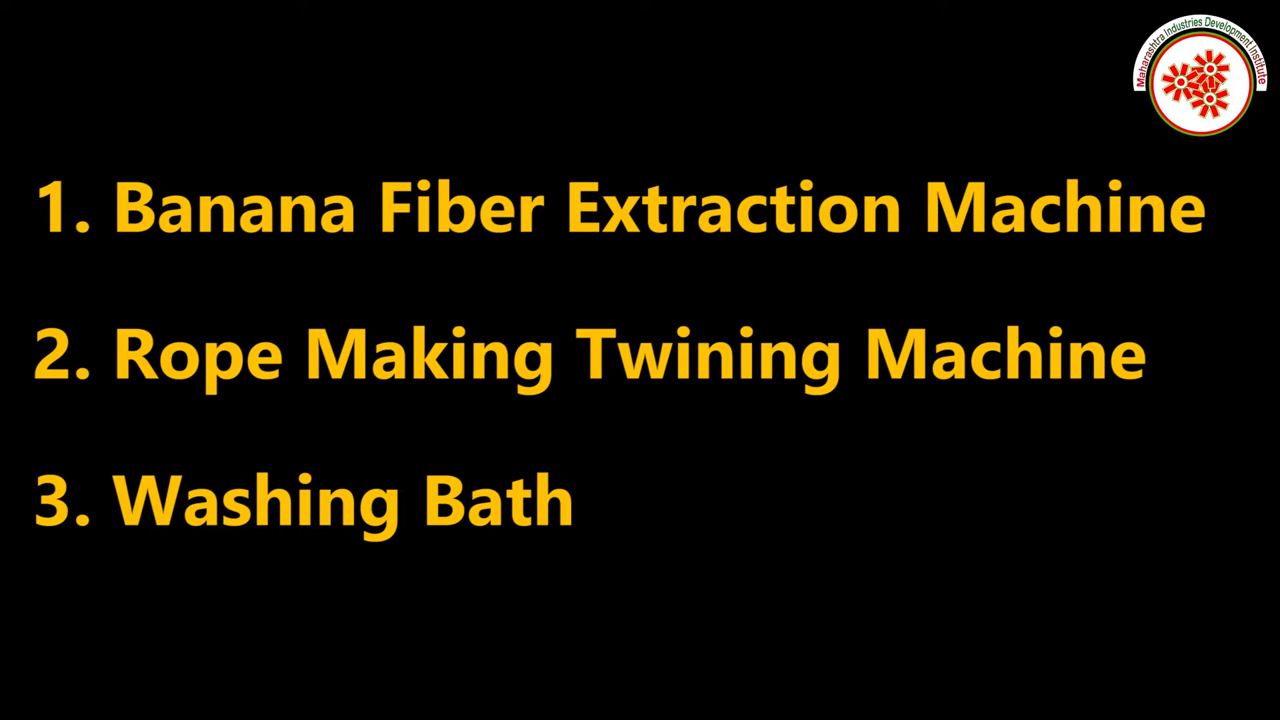 Maharashtra Industries Development Institute
1. Banana Fiber Extraction Machine
2. Rope Making Twining Machine
3. Washing Bath